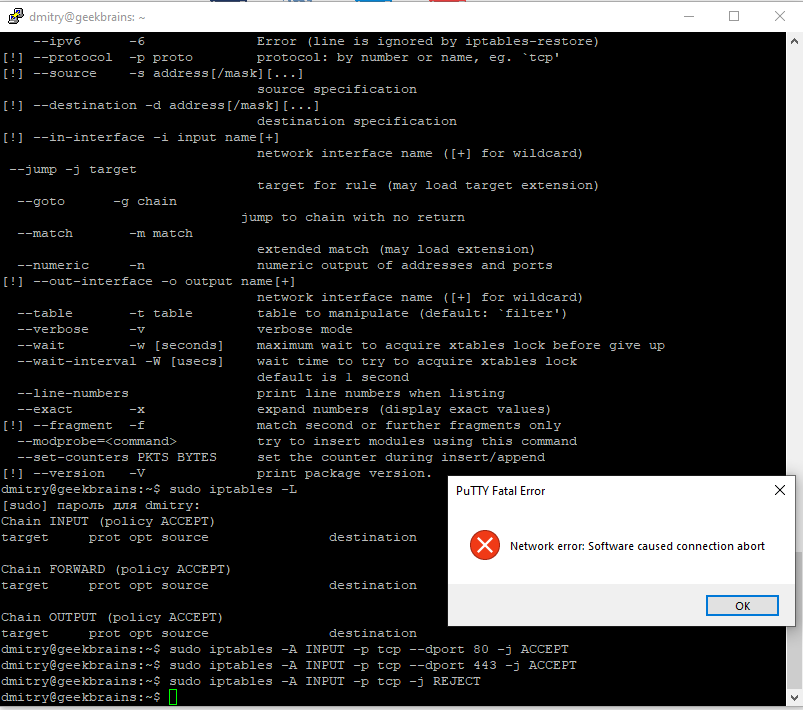 dmitry@geekbrains: ~
--ipv6      -6              Error (line is ignored by iptables-restore)
[!] --protocol  -p proto        protocol: by number or name, eg. `tcp'
[!] --source    -s address[/mask][...]
source specification
[!] --destination -d address[/mask][...]
destination specification
[!] --in-interface -i input name[+]
network interface name ([+] for wildcard)
--jump -j target
target for rule (may load target extension)
--goto      -g chain
jump to chain with no return
--match       -m match
extended match (may load extension)
--numeric     -n                numeric output of addresses and ports
[!] --out-interface -o output name[+]
network interface name ([+] for wildcard)
--table       -t table        table to manipulate (default: `filter')
--verbose     -v                verbose mode
--wait        -w [seconds]    maximum wait to acquire xtables lock before give up
--wait-interval -W [usecs]    wait time to try to acquire xtables lock
default is 1 second
--line-numbers                print line numbers when listing
--exact       -x                expand numbers (display exact values)
[!] --fragment  -f              match second or further fragments only
--modprobe=<command>          try to insert modules using this command
--set-counters PKTS BYTES     set the counter during insert/append
[!] --version   -V              print package version.
dmitry@geekbrains:~$ sudo iptables -L
[sudo] пароль для dmitry:
Chain INPUT (policy ACCEPT)
target     prot opt source               destination

Chain FORWARD (policy ACCEPT)
target     prot opt source               destination

Chain OUTPUT (policy ACCEPT)
target     prot opt source               destination
dmitry@geekbrains:~$ sudo iptables -A INPUT -p tcp --dport 80 -j ACCEPT
dmitry@geekbrains:~$ sudo iptables -A INPUT -p tcp --dport 443 -j ACCEPT
dmitry@geekbrains:~$ sudo iptables -A INPUT -p tcp -j REJECT
dmitry@geekbrains:~$
PuTTY Fatal Error
Network error: Software caused connection abort
OK